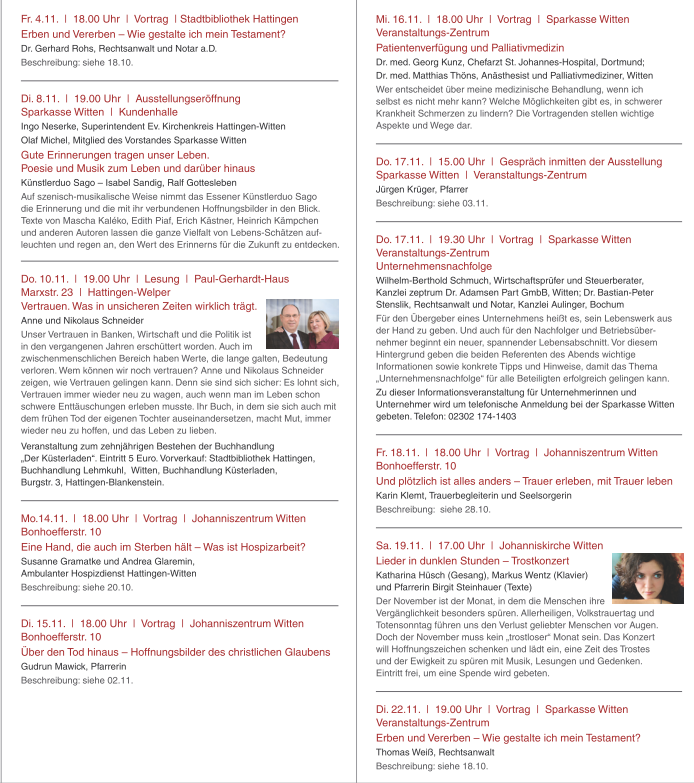 Fr. 4.11. | 18.00 Uhr | Vortrag | Stadtbibliothek Hattingen
Erben und Vererben – Wie gestalte ich mein Testament?
Dr. Gerhard Rohs, Rechtsanwalt und Notar a.D.
Beschreibung: siehe 18.10.
Di. 8.11. | 19.00 Uhr | Ausstellungseröffnung
Sparkasse Witten | Kundenhalle
Ingo Neserke, Superintendent Ev. Kirchenkreis Hattingen-Witten
Olaf Michel, Mitglied des Vorstandes Sparkasse Witten
Gute Erinnerungen tragen unser Leben.
Poesie und Musik zum Leben und darüber hinaus
Künstlerduo Sago – Isabel Sandig, Ralf Gottesleben
Auf szenisch-musikalische Weise nimmt das Essener Künstlerduo Sago
die Erinnerung und die mit ihr verbundenen Hoffnungsbilder in den Blick.
Texte von Mascha Kaléko, Edith Piaf, Erich Kästner, Heinrich Kämpchen
und anderen Autoren lassen die ganze Vielfalt von Lebens-Schätzen auf-
leuchten und regen an, den Wert des Erinnerns für die Zukunft zu entdecken.
Do. 10.11. | 19.00 Uhr | Lesung | Paul-Gerhardt-Haus
Marxstr. 23 | Hattingen-Welper
Vertrauen. Was in unsicheren Zeiten wirklich trägt.
Anne und Nikolaus Schneider
Unser Vertrauen in Banken, Wirtschaft und die Politik ist
in den vergangenen Jahren erschüttert worden. Auch im
zwischenmenschlichen Bereich haben Werte, die lange galten, Bedeutung
verloren. Wem können wir noch vertrauen? Anne und Nikolaus Schneider
zeigen, wie Vertrauen gelingen kann. Denn sie sind sich sicher: Es lohnt sich,
Vertrauen immer wieder neu zu wagen, auch wenn man im Leben schon
schwere Enttäuschungen erleben musste. Ihr Buch, in dem sie sich auch mit
dem frühen Tod der eigenen Tochter auseinandersetzen, macht Mut, immer
wieder neu zu hoffen, und das Leben zu lieben.
Veranstaltung zum zehnjährigen Bestehen der Buchhandlung
„Der Küsterladen“. Eintritt 5 Euro. Vorverkauf: Stadtbibliothek Hattingen,
Buchhandlung Lehmkuhl, Witten, Buchhandlung Küsterladen,
Burgstr. 3, Hattingen-Blankenstein.
Mo.14.11. | 18.00 Uhr | Vortrag | Johanniszentrum Witten
Bonhoefferstr. 10
Eine Hand, die auch im Sterben hält – Was ist Hospizarbeit?
Susanne Gramatke und Andrea Glaremin,
Ambulanter Hospizdienst Hattingen-Witten
Beschreibung: siehe 20.10.
Di. 15.11. | 18.00 Uhr | Vortrag | Johanniszentrum Witten
Bonhoefferstr. 10
Über den Tod hinaus – Hoffnungsbilder des christlichen Glaubens
Gudrun Mawick, Pfarrerin
Beschreibung: siehe 02.11.
Mi. 16.11. | 18.00 Uhr | Vortrag | Sparkasse Witten
Veranstaltungs-Zentrum
Patientenverfügung und Palliativmedizin
Dr. med. Georg Kunz, Chefarzt St. Johannes-Hospital, Dortmund;
Dr. med. Matthias Thöns, Anästhesist und Palliativmediziner, Witten
Wer entscheidet über meine medizinische Behandlung, wenn ich
selbst es nicht mehr kann? Welche Möglichkeiten gibt es, in schwerer
Krankheit Schmerzen zu lindern? Die Vortragenden stellen wichtige
Aspekte und Wege dar.
Do. 17.11. | 15.00 Uhr | Gespräch inmitten der Ausstellung
Sparkasse Witten | Veranstaltungs-Zentrum
Jürgen Krüger, Pfarrer
Beschreibung: siehe 03.11.
Do. 17.11. | 19.30 Uhr | Vortrag | Sparkasse Witten
Veranstaltungs-Zentrum
Unternehmensnachfolge
Wilhelm-Berthold Schmuch, Wirtschaftsprüfer und Steuerberater,
Kanzlei zeptrum Dr. Adamsen Part GmbB, Witten; Dr. Bastian-Peter
Stenslik, Rechtsanwalt und Notar, Kanzlei Aulinger, Bochum
Für den Übergeber eines Unternehmens heißt es, sein Lebenswerk aus
der Hand zu geben. Und auch für den Nachfolger und Betriebsüber-
nehmer beginnt ein neuer, spannender Lebensabschnitt. Vor diesem
Hintergrund geben die beiden Referenten des Abends wichtige
Informationen sowie konkrete Tipps und Hinweise, damit das Thema
„Unternehmensnachfolge“ für alle Beteiligten erfolgreich gelingen kann.
Zu dieser Informationsveranstaltung für Unternehmerinnen und
Unternehmer wird um telefonische Anmeldung bei der Sparkasse Witten
gebeten. Telefon: 02302 174-1403
Fr. 18.11. | 18.00 Uhr | Vortrag | Johanniszentrum Witten
Bonhoefferstr. 10
Und plötzlich ist alles anders – Trauer erleben, mit Trauer leben
Karin Klemt, Trauerbegleiterin und Seelsorgerin
Beschreibung: siehe 28.10.
Sa. 19.11. | 17.00 Uhr | Johanniskirche Witten
Lieder in dunklen Stunden – Trostkonzert
Katharina Hüsch (Gesang), Markus Wentz (Klavier)
und Pfarrerin Birgit Steinhauer (Texte)
Der November ist der Monat, in dem die Menschen ihre
Vergänglichkeit besonders spüren. Allerheiligen, Volkstrauertag und
Totensonntag führen uns den Verlust geliebter Menschen vor Augen.
Doch der November muss kein „trostloser“ Monat sein. Das Konzert
will Hoffnungszeichen schenken und lädt ein, eine Zeit des Trostes
und der Ewigkeit zu spüren mit Musik, Lesungen und Gedenken.
Eintritt frei, um eine Spende wird gebeten.
Di. 22.11. | 19.00 Uhr | Vortrag | Sparkasse Witten
Veranstaltungs-Zentrum
Erben und Vererben – Wie gestalte ich mein Testament?
Thomas Weiß, Rechtsanwalt
Beschreibung: siehe 18.10.